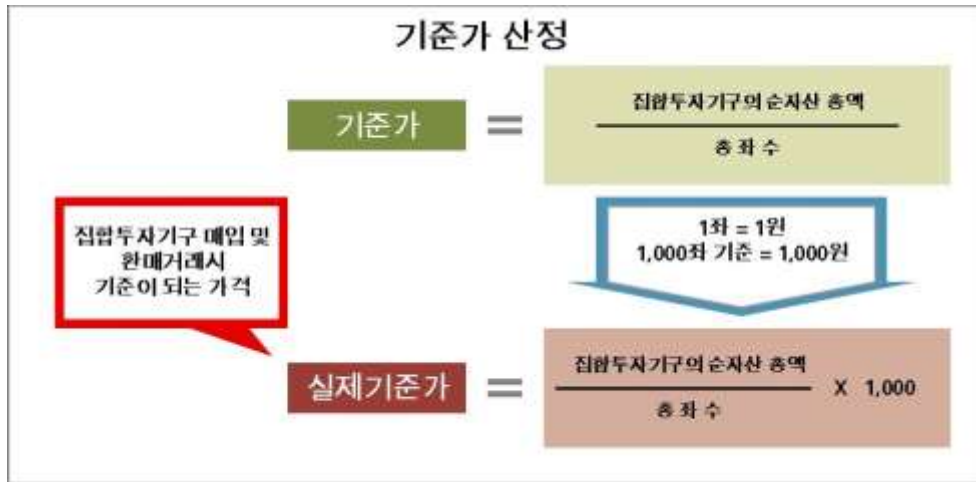 기준가 산정
기준가 = 집합투자기구의 순자산 총액
총 좌 수
집합투자기구 매입 및
환매거래시
기준이 되는 가격
1좌 = 1원
1,000좌 기준 = 1,000원
실제기준가 = 집합투자기구의 순자산 총액
총 좌 수
X 1,000